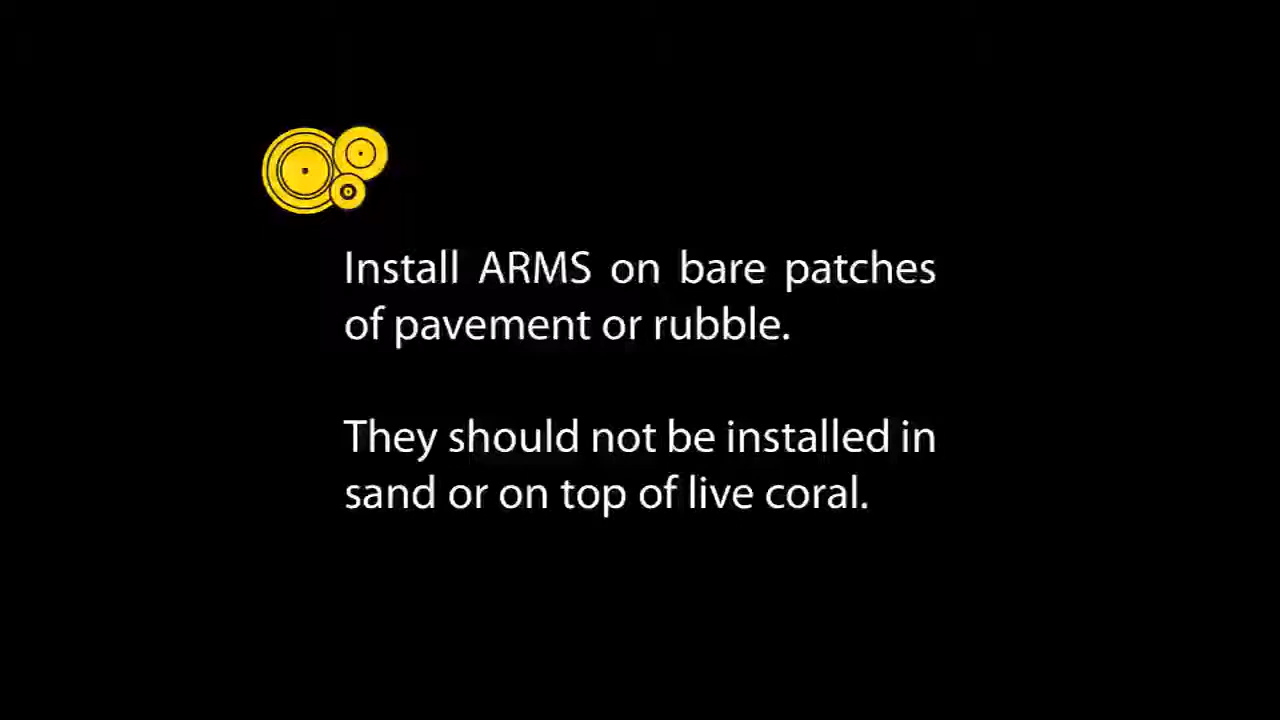 Install ARMS on bare patches
of pavement or rubble.
They should not be installed in
sand or on top of live coral.